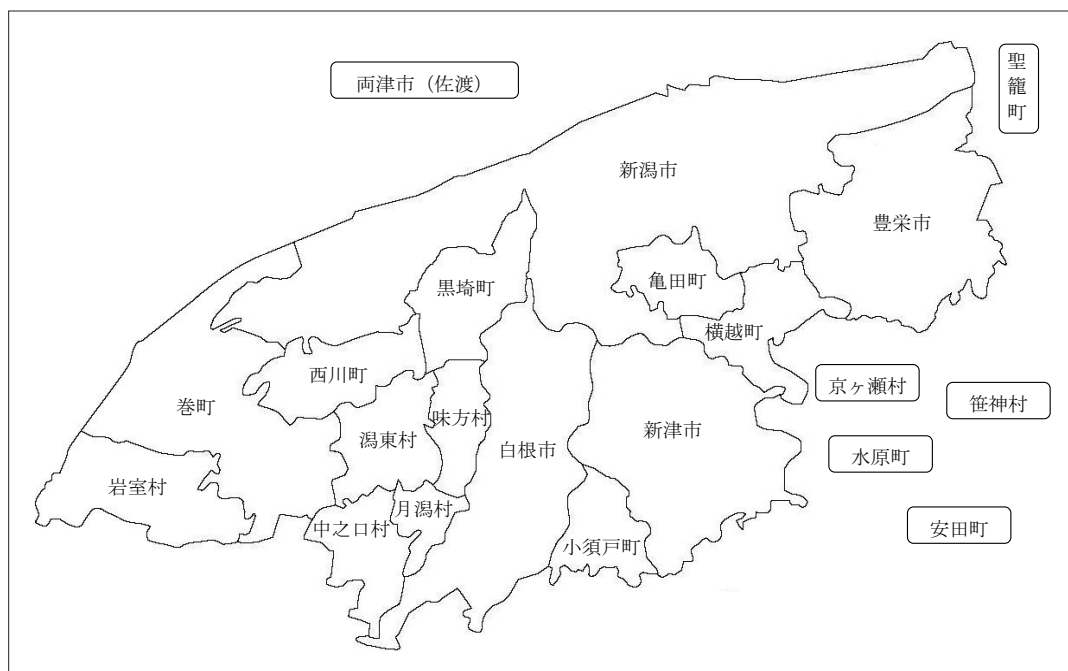 両津市（佐渡）
聖籠町
新潟市
豊栄市
黒埼町
亀田町
横越町
西川町
京ヶ瀬村
笹神村
巻町
味方村
潟東村
新津市
白根市
水原町
岩室村
月潟村
中之口村
安田町
小須戸町